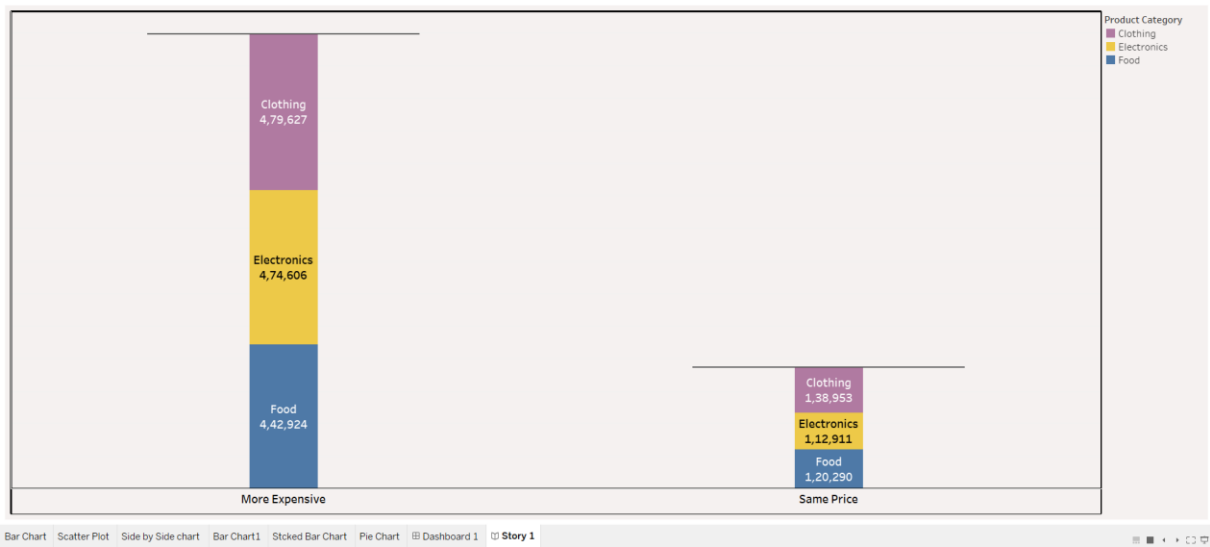 Product Category
Clothing
Electronics
Food
Clothing
4,79,627
Electronics
4,74,606
Food
4,42,924
Clothing
1,38,953
Electronics
1,12,911
Food
1,20,290
More Expensive
Same Price
Bar Chart
Scatter Plot
Side by Side chart
Bar Chart1
Stcked Bar Chart
Pie Chart
Dashboard 1
Story 1